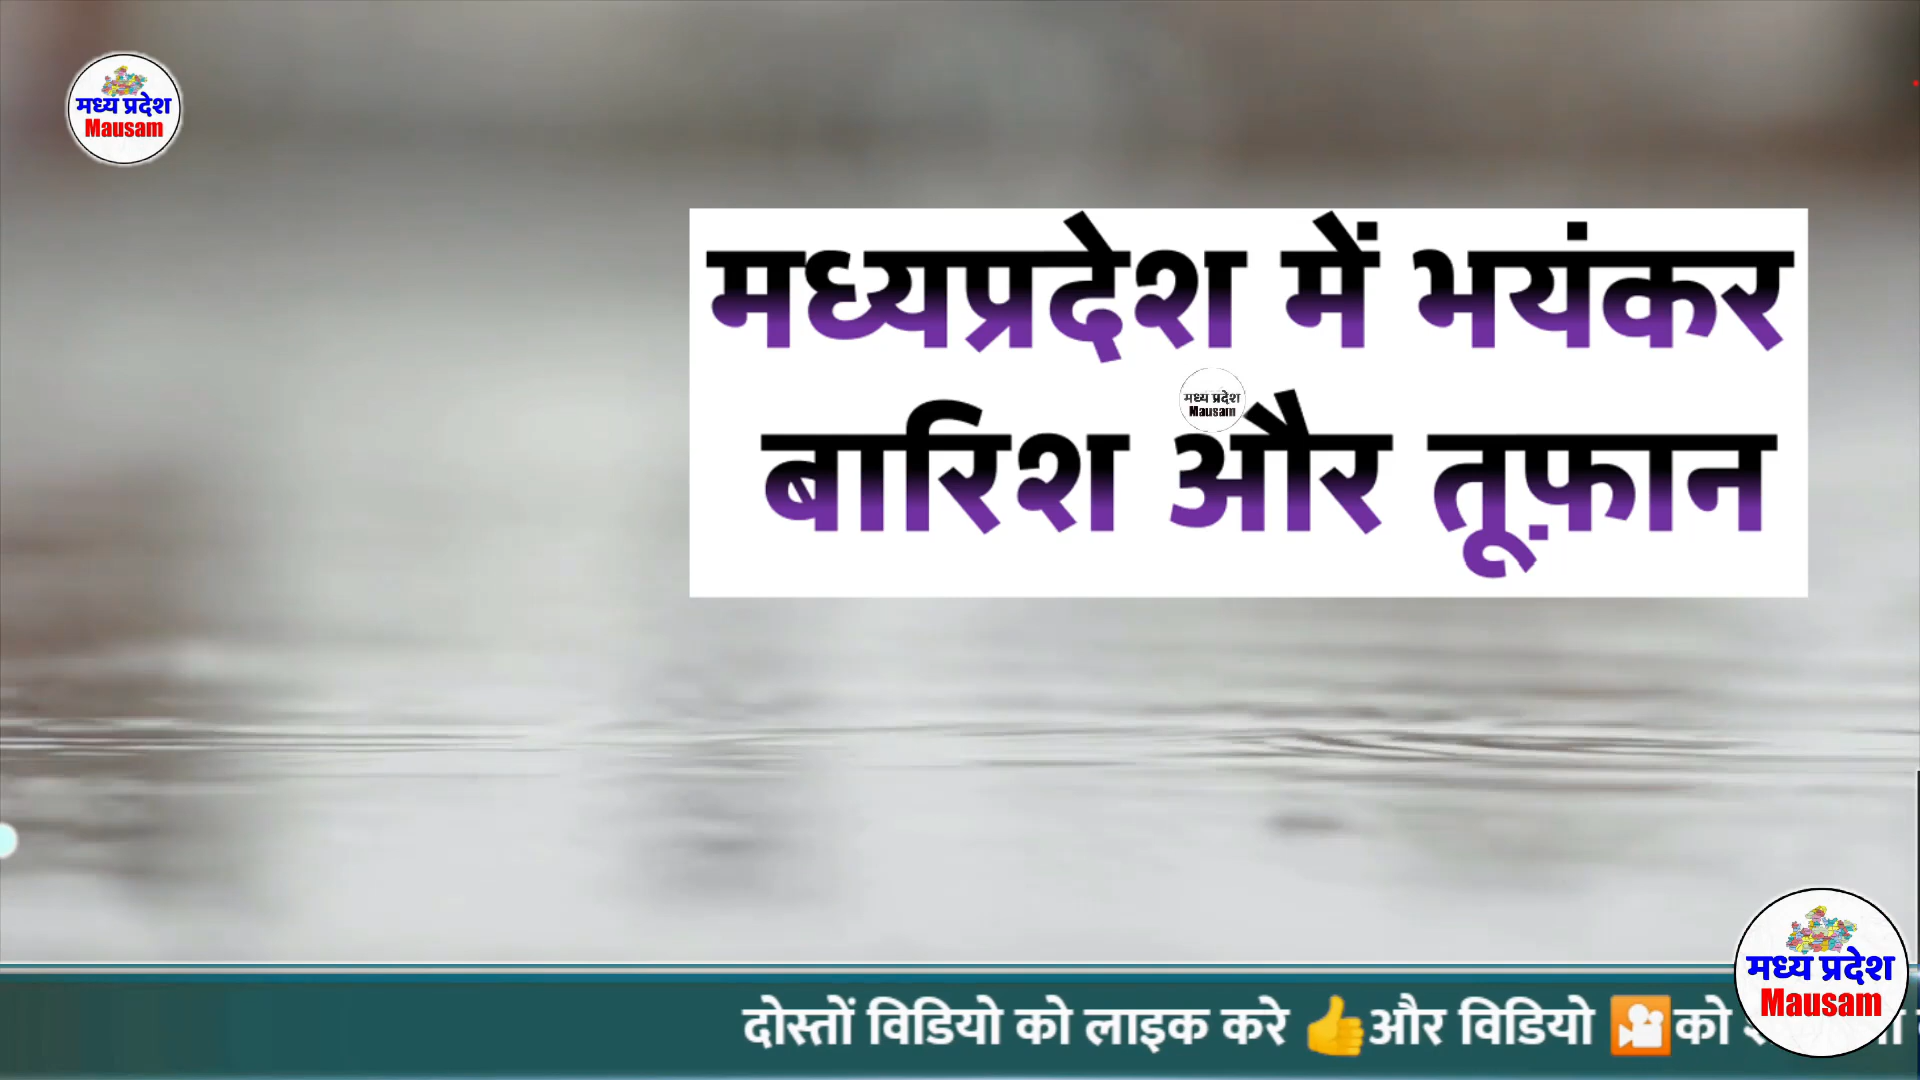 मध्य प्रदेश
Mausam
मध्यप्रदेश में भयंकर
मध्य प्रदेश
Mausam
बारिश और तूफ़ान
दोस्तों विडियो को लाइक करे 👍और विडियो 🎦को
मध्य प्रदेश
Mausam